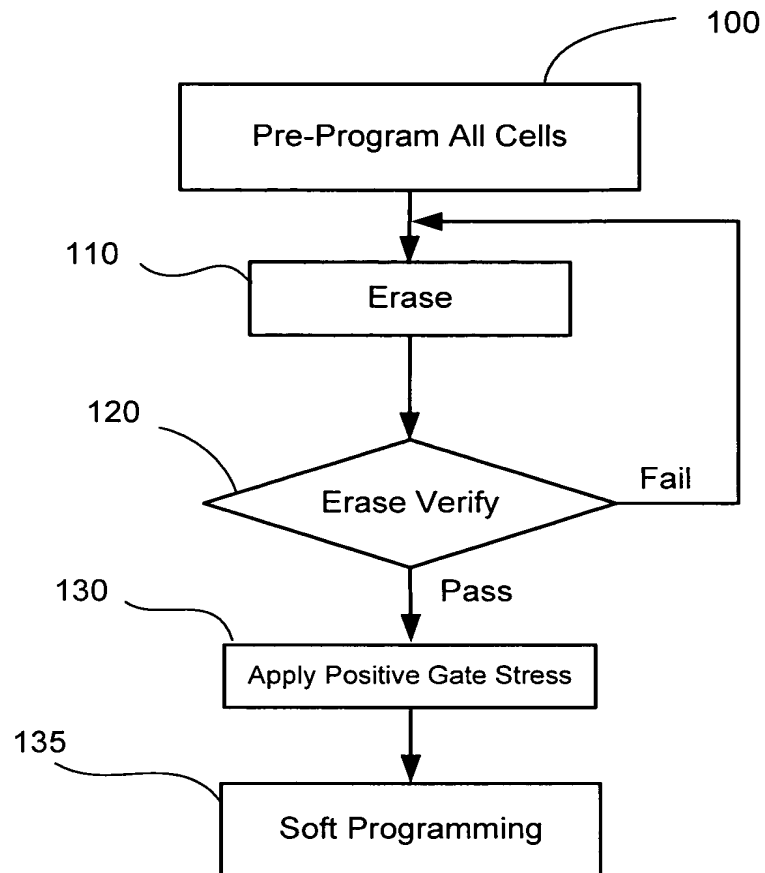 100
Pre-Program All Cells
110
Erase
120
Erase Verify
Fail
Pass
130
Apply Positive Gate Stress
135
Soft Programming